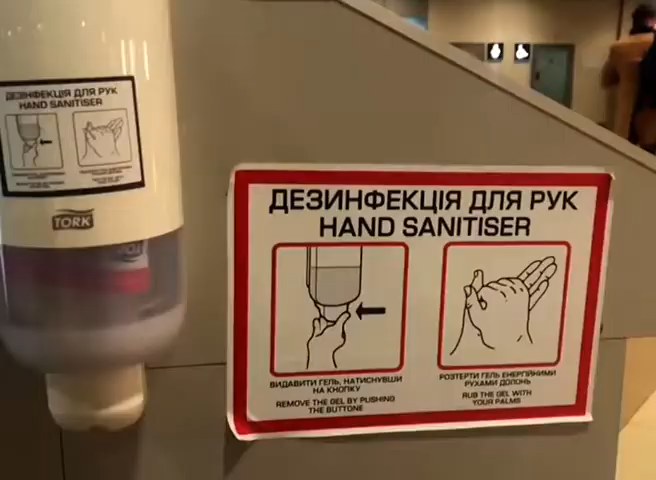 ДЕЗИНФЕКЦІЯ ДЛЯ РУК
HAND SANITISER
TORK
ДЕЗИНФЕКЦІЯ ДЛЯ РУК
HAND SANITISER
ВИДАВИТИ ГЕЛЬ, НАТИСНУВШИ
НА КНОПКУ
REMOVE THE GEL BY PUSHING
THE BUTTONE
РОЗТЕРТИ ГЕЛЬ ЕНЕРГІЙНИМИ
РУХАМИ ДОЛОНЬ
RUB THE GEL WITH
YOUR PALMS